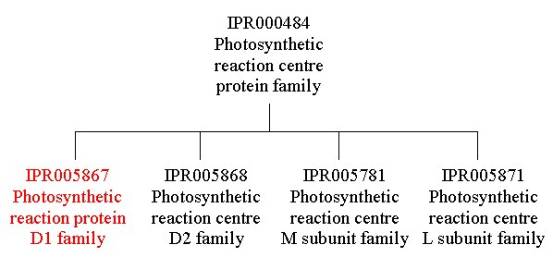 IPR000484
Photosynthetic
reaction centre
protein family
IPR005867
Photosynthetic
reaction protein
D1 family
IPR005868
Photosynthetic
reaction centre
D2 family
IPR005781
Photosynthetic
reaction centre
M subunit family
IPR005871
Photosynthetic
reaction centre
L subunit family